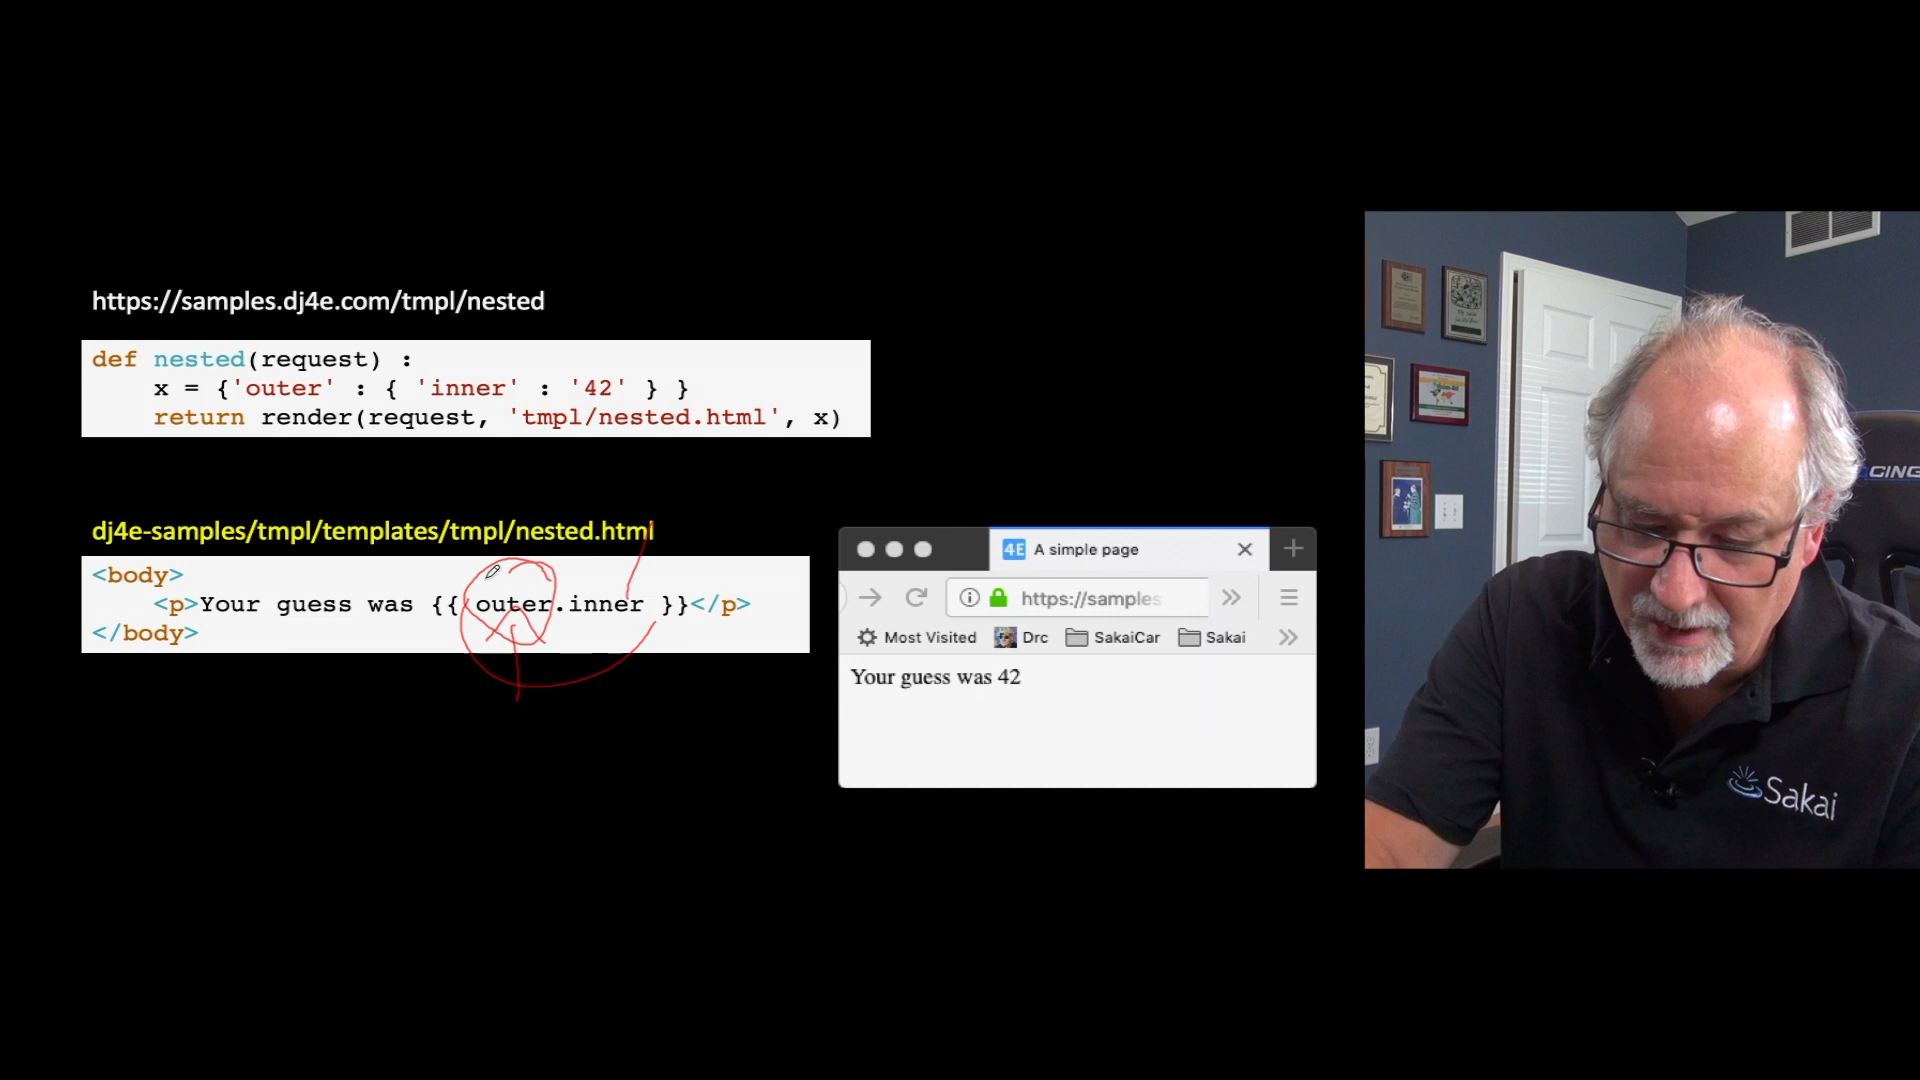 https://samples.dj4e.com/tmpl/nested
def nested(request) :
    x = {'outer' : { 'inner' : '42' } }
    return render(request, 'tmpl/nested.html', x)
dj4e-samples/tmpl/templates/tmpl/nested.html
<body>
    <p>Your guess was {{ outer.inner }}</p>
</body>
4E A simple page
https://samples
Most Visited Drc SakaiCar Sakai
Your guess was 42
CING
Sakai